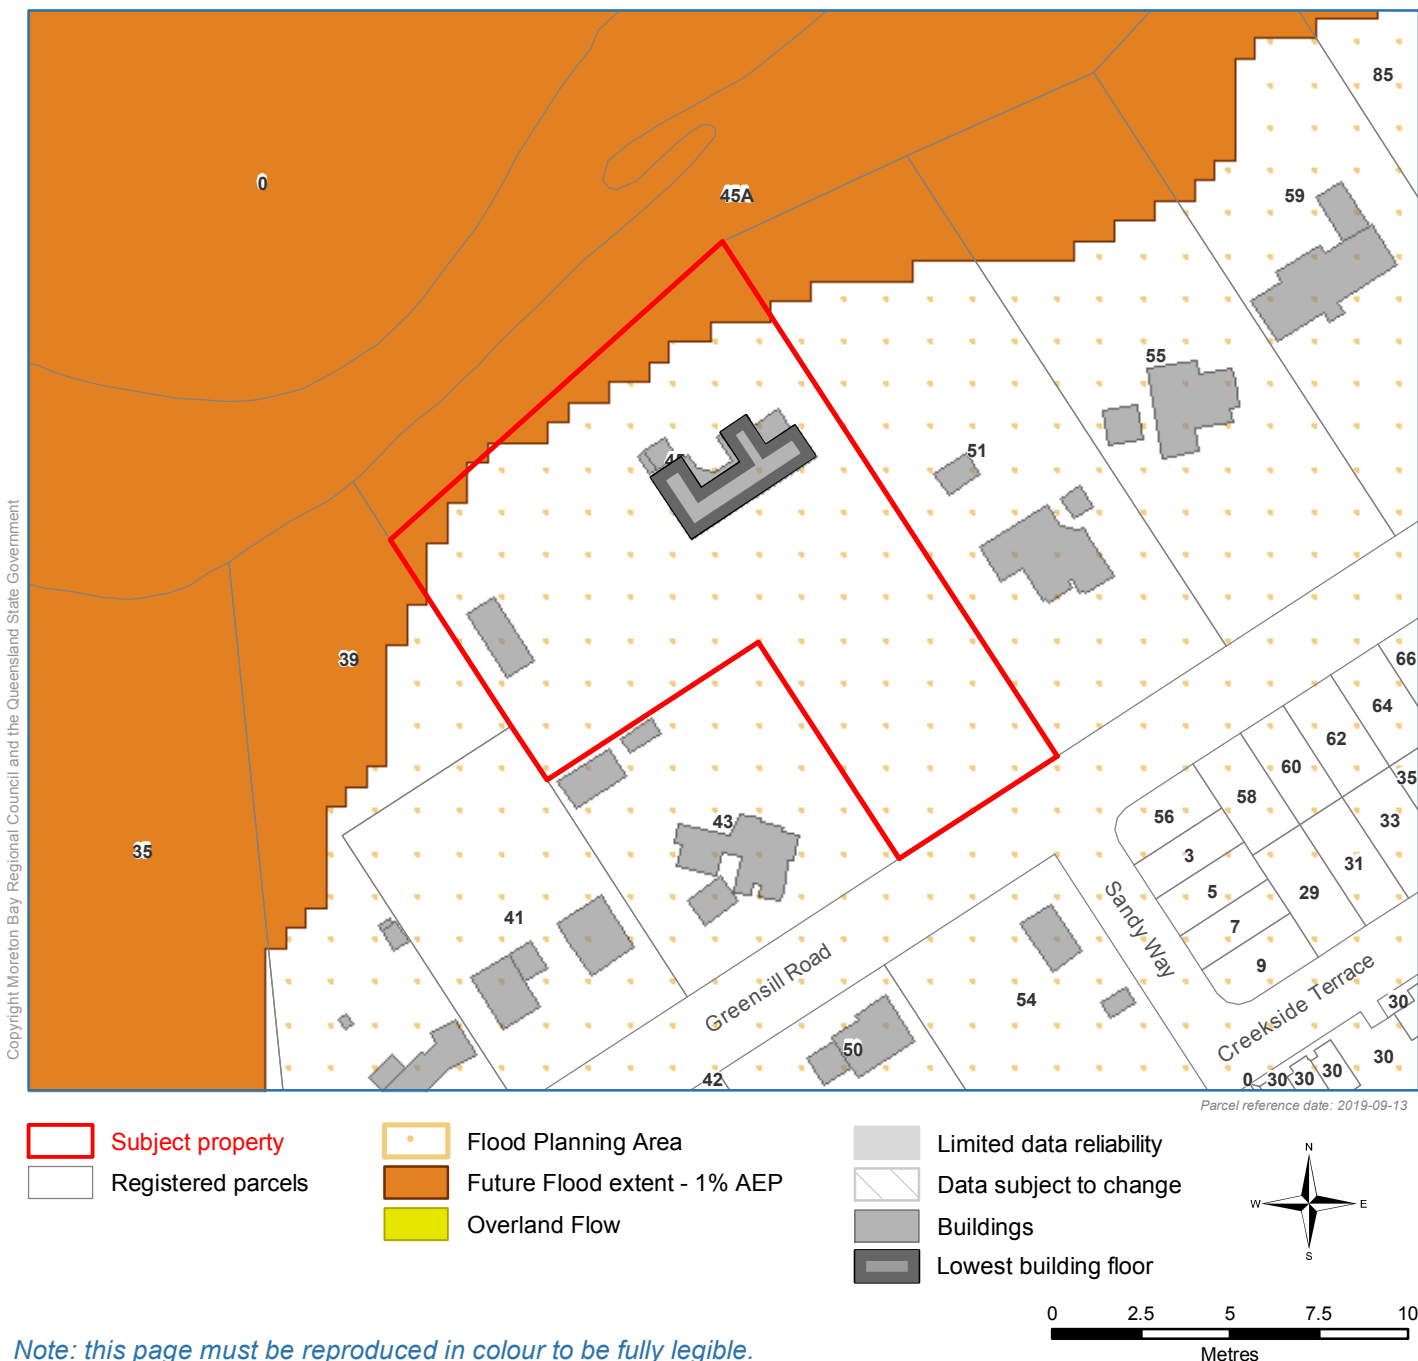 85
0
45A
59
55
45
51
39
66
64
62
60
35
58
56
33
43
3
35
31
5
29
41
7
9
Sandy Way
Greensill Road
Creekside Terrace
54
30
50
30
30
42
0
30
30
Copyright Moreton Bay Regional Council and the Queensland State Government
Parcel reference date: 2019-09-13
Subject property
Registered parcels
Flood Planning Area
Future Flood extent - 1% AEP
Overland Flow
Limited data reliability
Data subject to change
Buildings
Lowest building floor
N
W
E
S
0 2.5 5 7.5 10
Metres
Note: this page must be reproduced in colour to be fully legible.